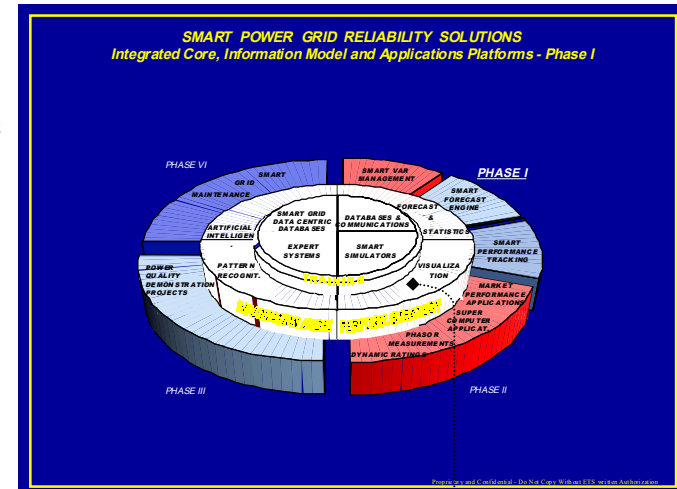 SMART POWER GRID RELIABILITY SOLUTIONS
Integrated Core, Information Model and Applications Platforms - Phase I
PHASE VI
SMART
GRID
MAINTENANCE
SMART VAR
MANAGEMENT
PHASE I
SMART
FORECAST
ENGINE
FORECAST
&
STATISTICS
SMART GRID
DATA CENTRIC
DATABASES
DATABASES &
COMMUNICATIONS
ARTIFICIAL
INTELLIGEN
.
SMART
PERFORMANCE
TRACKING
EXPERT
SYSTEMS
SMART
SIMULATORS
PATTERN
RECOGNIT.
VISUALIZA
TION
POWER
QUALITY
DEMONSTRATION
PROJECTS
MARKET
PERFORMANCE
APPLICATIONS
SUPER
COMPUTER
APPLICAT.
PHASOR
MEASUREMENTS
DYNAMIC RATINGS
PHASE III
PHASE II
Proprietary and Confidential - Do Not Copy Without ETS written Authorization